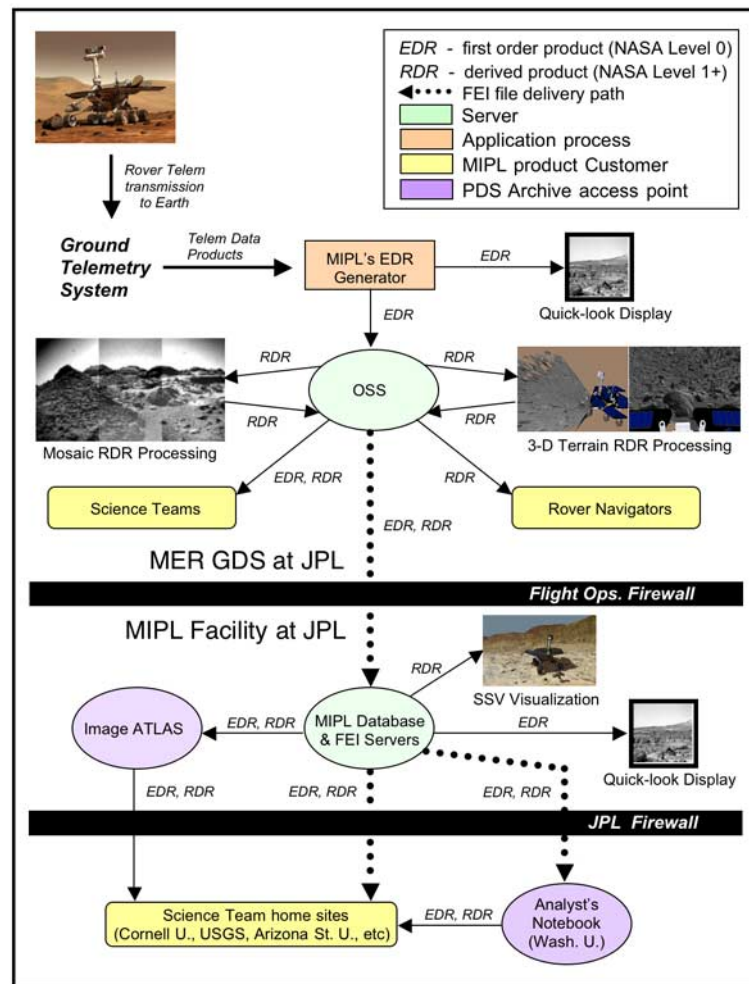 EDR - first order product (NASA Level 0)
RDR - derived product (NASA Level 1+)
FEI file delivery path
Server
Application process
MIPL product Customer
PDS Archive access point
Rover Telem
transmission
to Earth
Ground
Telemetry
System
Telem Data
Products
MIPL's EDR
Generator
EDR
Quick-look Display
EDR
RDR
RDR
OSS
RDR
RDR
Mosaic RDR Processing
3-D Terrain RDR Processing
EDR, RDR
RDR
Science Teams
Rover Navigators
EDR, RDR
MER GDS at JPL
Flight Ops. Firewall
MIPL Facility at JPL
RDR
SSV Visualization
Image ATLAS
EDR, RDR
MIPL Database
& FEI Servers
EDR
Quick-look Display
EDR, RDR
EDR, RDR
EDR, RDR
JPL Firewall
Science Team home sites
(Cornell U., USGS, Arizona St. U., etc)
EDR, RDR
Analyst's
Notebook
(Wash. U.)